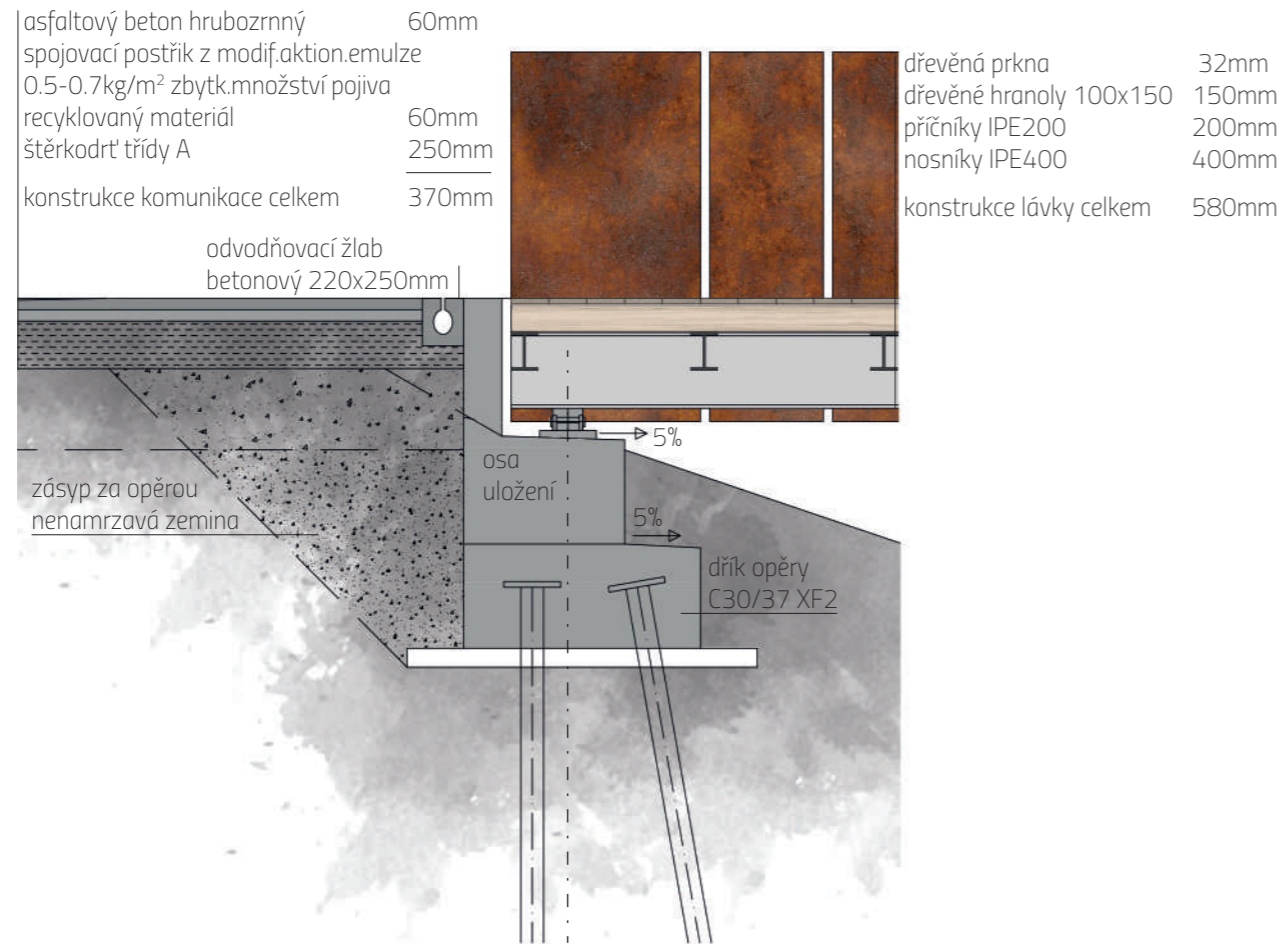 asfaltový beton hrubozrnný 60mm
spojovací postřik z modif.aktion.emulze
0.5-0.7kg/m² zbytk.množství pojiva
recyklovaný materiál 60mm
štěrkodrť třídy A 250mm
konstrukce komunikace celkem 370mm
odvodňovací žlab
betonový 220x250mm
dřevěná prkna 32mm
dřevěné hranoly 100x150 150mm
příčníky IPE200 200mm
nosníky IPE400 400mm
konstrukce lávky celkem 580mm
5%
osa
uložení
zásyp za opěrou
nenamrzavá zemina
5%
dřík opěry
C30/37 XF2